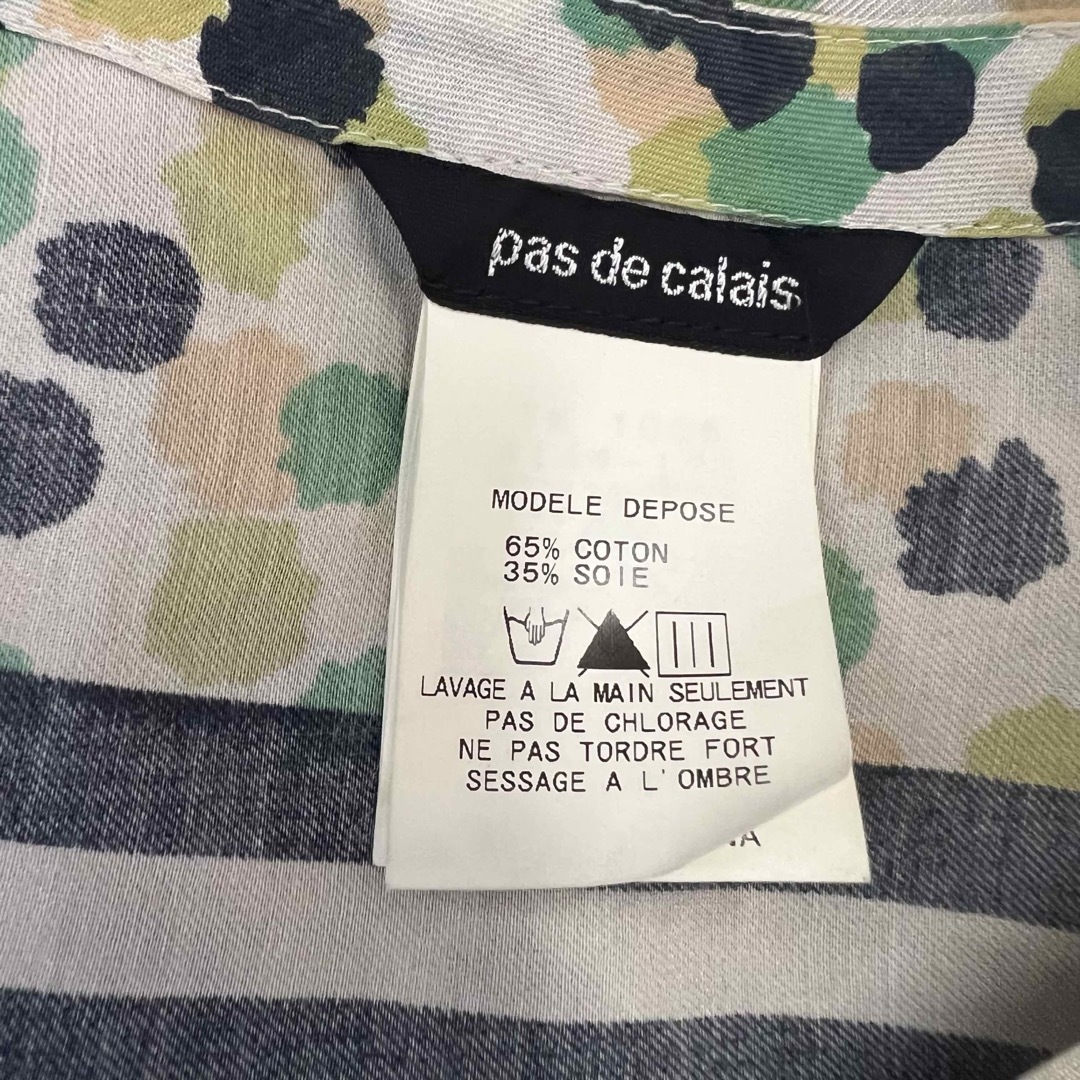 pas de calais
MODELE DEPOSE
65% COTON
35% SOIE
LAVAGE A LA MAIN SEULEMENT
PAS DE CHLORAGE
NE PAS TORDRE FORT
SESSAGE A L'OMBRE